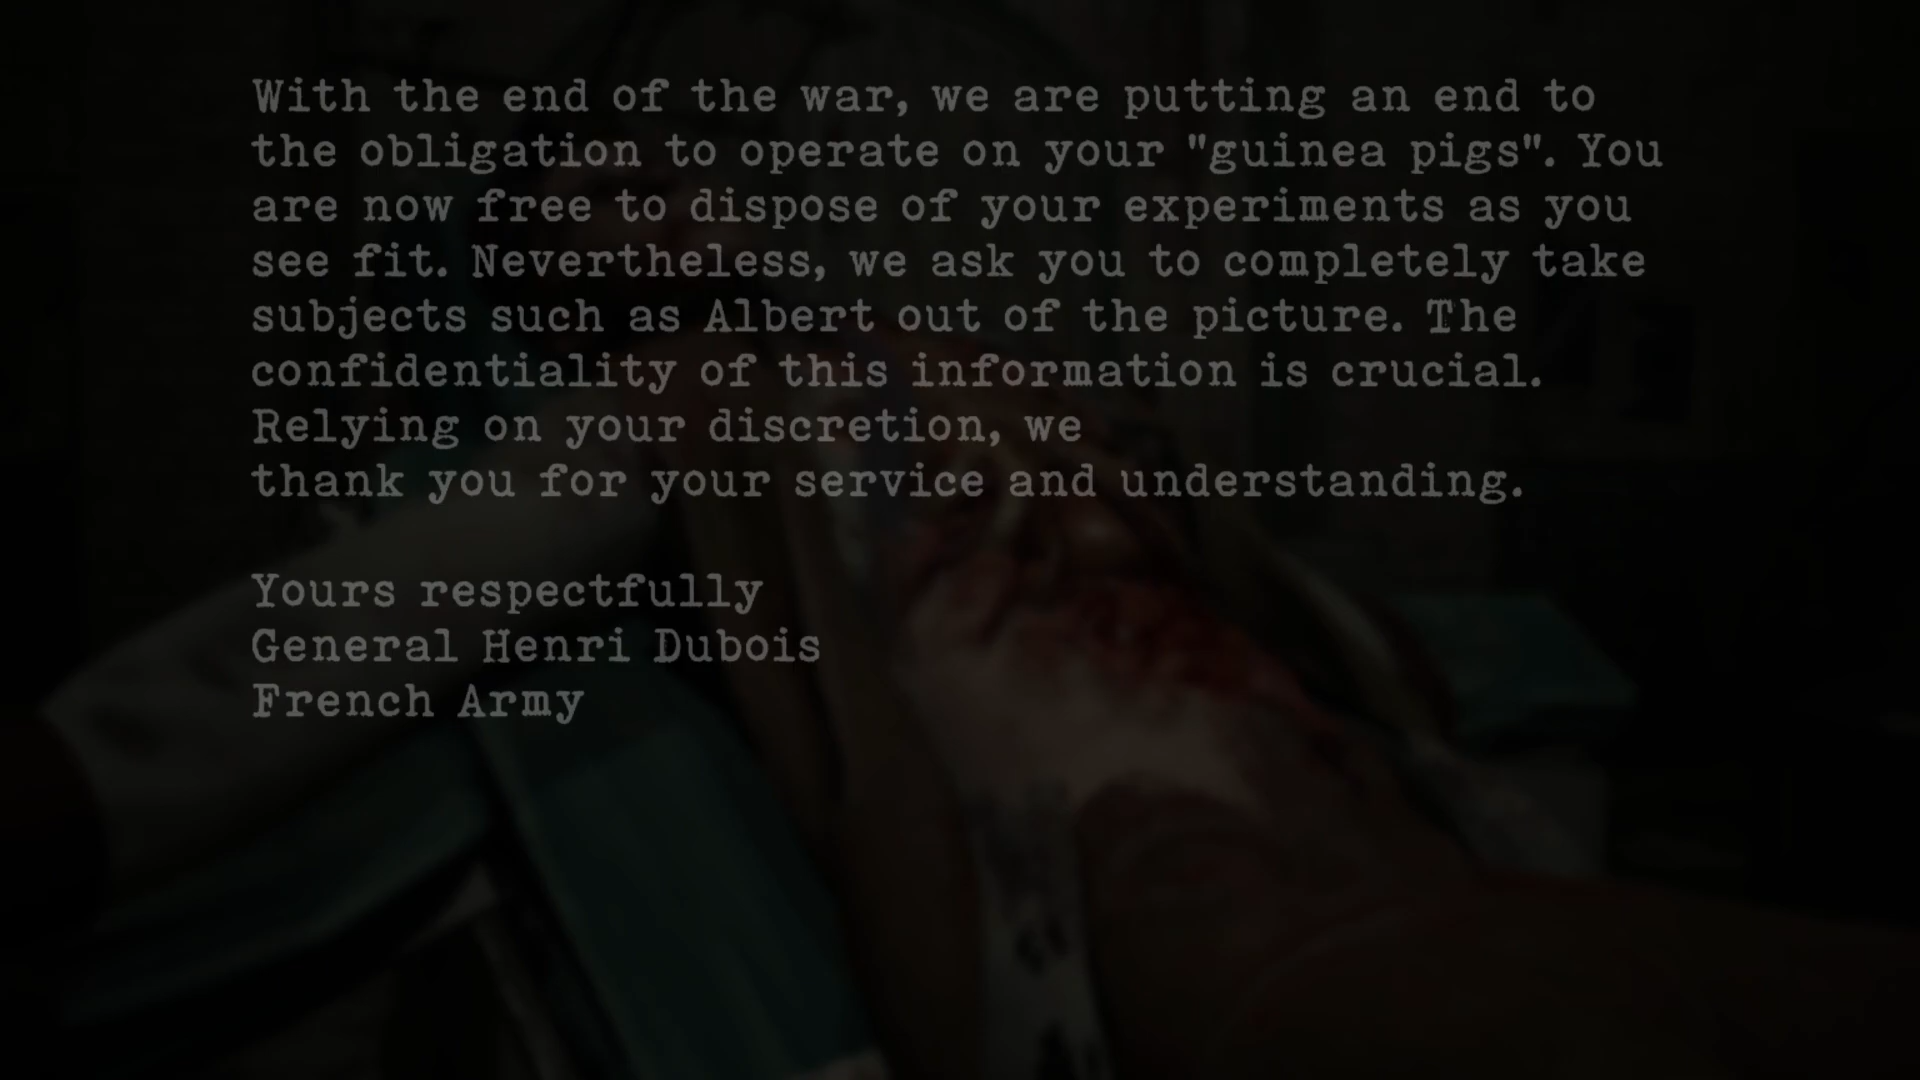 With the end of the war, we are putting an end to
the obligation to operate on your "guinea pigs". You
are now free to dispose of your experiments as you
see fit. Nevertheless, we ask you to completely take
subjects such as Albert out of the picture. The
confidentiality of this information is crucial.
Relying on your discretion, we
thank you for your service and understanding.
Yours respectfully
General Henri Dubois
French Army